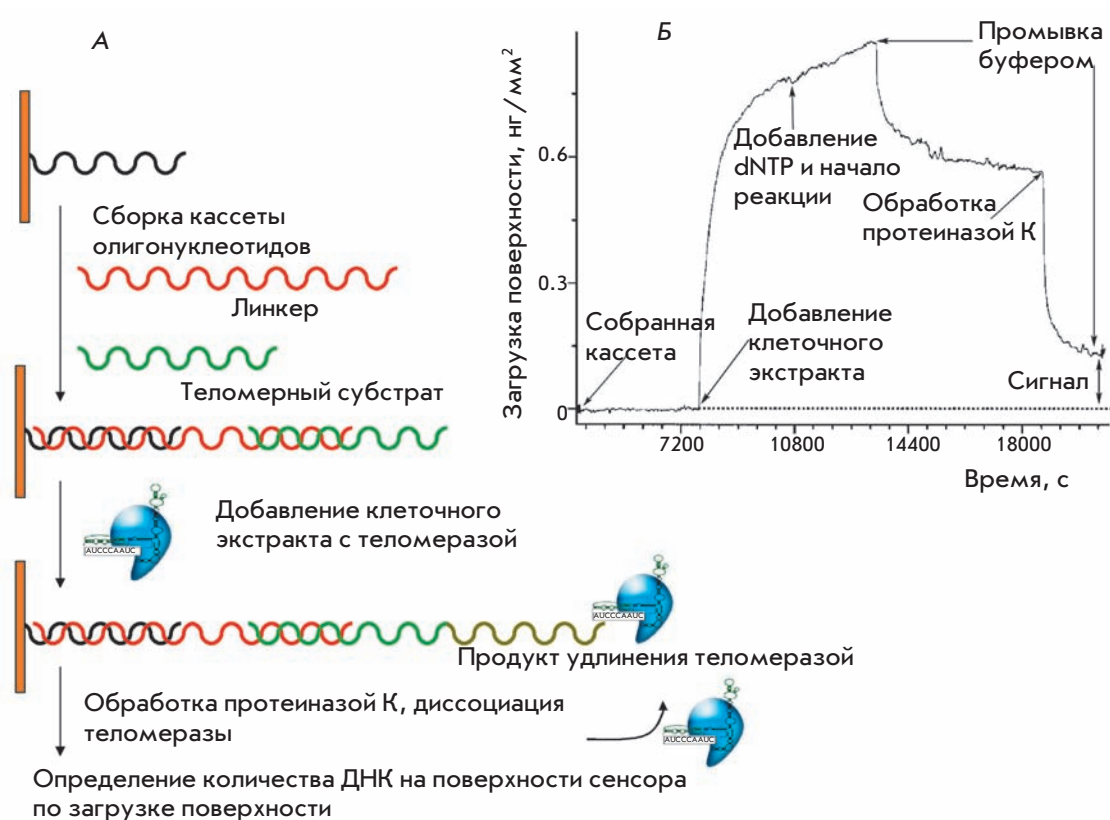 А
Сборка кассеты
олигонуклеотидов
Линкер
Теломерный субстрат
Добавление клеточного
экстракта с теломеразой
AUCCCAAUC
AUCCCAAUC
Продукт удлинения теломеразой
Обработка протеиназой К, диссоциация
теломеразы
AUCCCAAUC
Определение количества ДНК на поверхности сенсора
по загрузке поверхности
Б
Загрузка поверхности, нг/мм²
0.6
0.3
0
Промывка
буфером
Добавление
dNTP и начало
реакции
Обработка
протеиназой К
Собранная
кассета
Добавление
клеточного
экстракта
Сигнал
7200 10800 14400 18000
Время, с